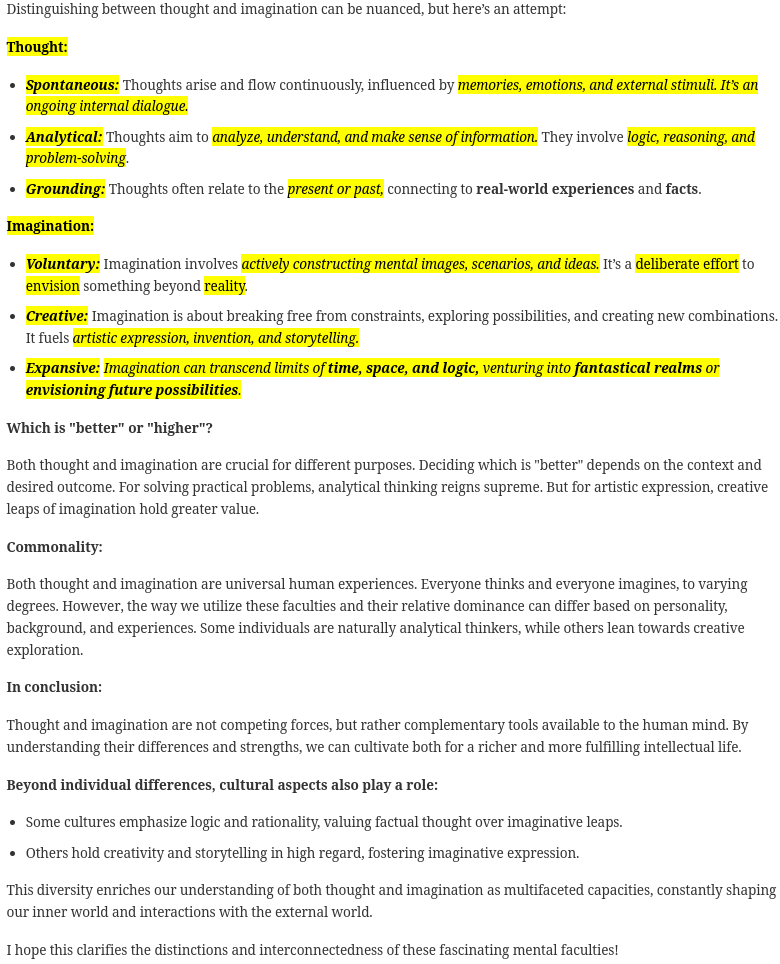 Distinguishing between thought and imagination can be nuanced, but here’s an attempt:
Thought:
• Spontaneous: Thoughts arise and flow continuously, influenced by memories, emotions, and external stimuli. It’s an
ongoing internal dialogue.
• Analytical: Thoughts aim to analyze, understand, and make sense of information. They involve logic, reasoning, and
problem-solving.
• Grounding: Thoughts often relate to the present or past, connecting to real-world experiences and facts.
Imagination:
• Voluntary: Imagination involves actively constructing mental images, scenarios, and ideas. It’s a deliberate effort to
envision something beyond reality.
• Creative: Imagination is about breaking free from constraints, exploring possibilities, and creating new combinations.
It fuels artistic expression, invention, and storytelling.
• Expansive: Imagination can transcend limits of time, space, and logic, venturing into fantastical realms or
envisioning future possibilities.
Which is "better" or "higher"?
Both thought and imagination are crucial for different purposes. Deciding which is "better" depends on the context and
desired outcome. For solving practical problems, analytical thinking reigns supreme. But for artistic expression, creative
leaps of imagination hold greater value.
Commonality:
Both thought and imagination are universal human experiences. Everyone thinks and everyone imagines, to varying
degrees. However, the way we utilize these faculties and their relative dominance can differ based on personality,
background, and experiences. Some individuals are naturally analytical thinkers, while others lean towards creative
exploration.
In conclusion:
Thought and imagination are not competing forces, but rather complementary tools available to the human mind. By
understanding their differences and strengths, we can cultivate both for a richer and more fulfilling intellectual life.
Beyond individual differences, cultural aspects also play a role:
• Some cultures emphasize logic and rationality, valuing factual thought over imaginative leaps.
• Others hold creativity and storytelling in high regard, fostering imaginative expression.
This diversity enriches our understanding of both thought and imagination as multifaceted capacities, constantly shaping
our inner world and interactions with the external world.
I hope this clarifies the distinctions and interconnectedness of these fascinating mental faculties!